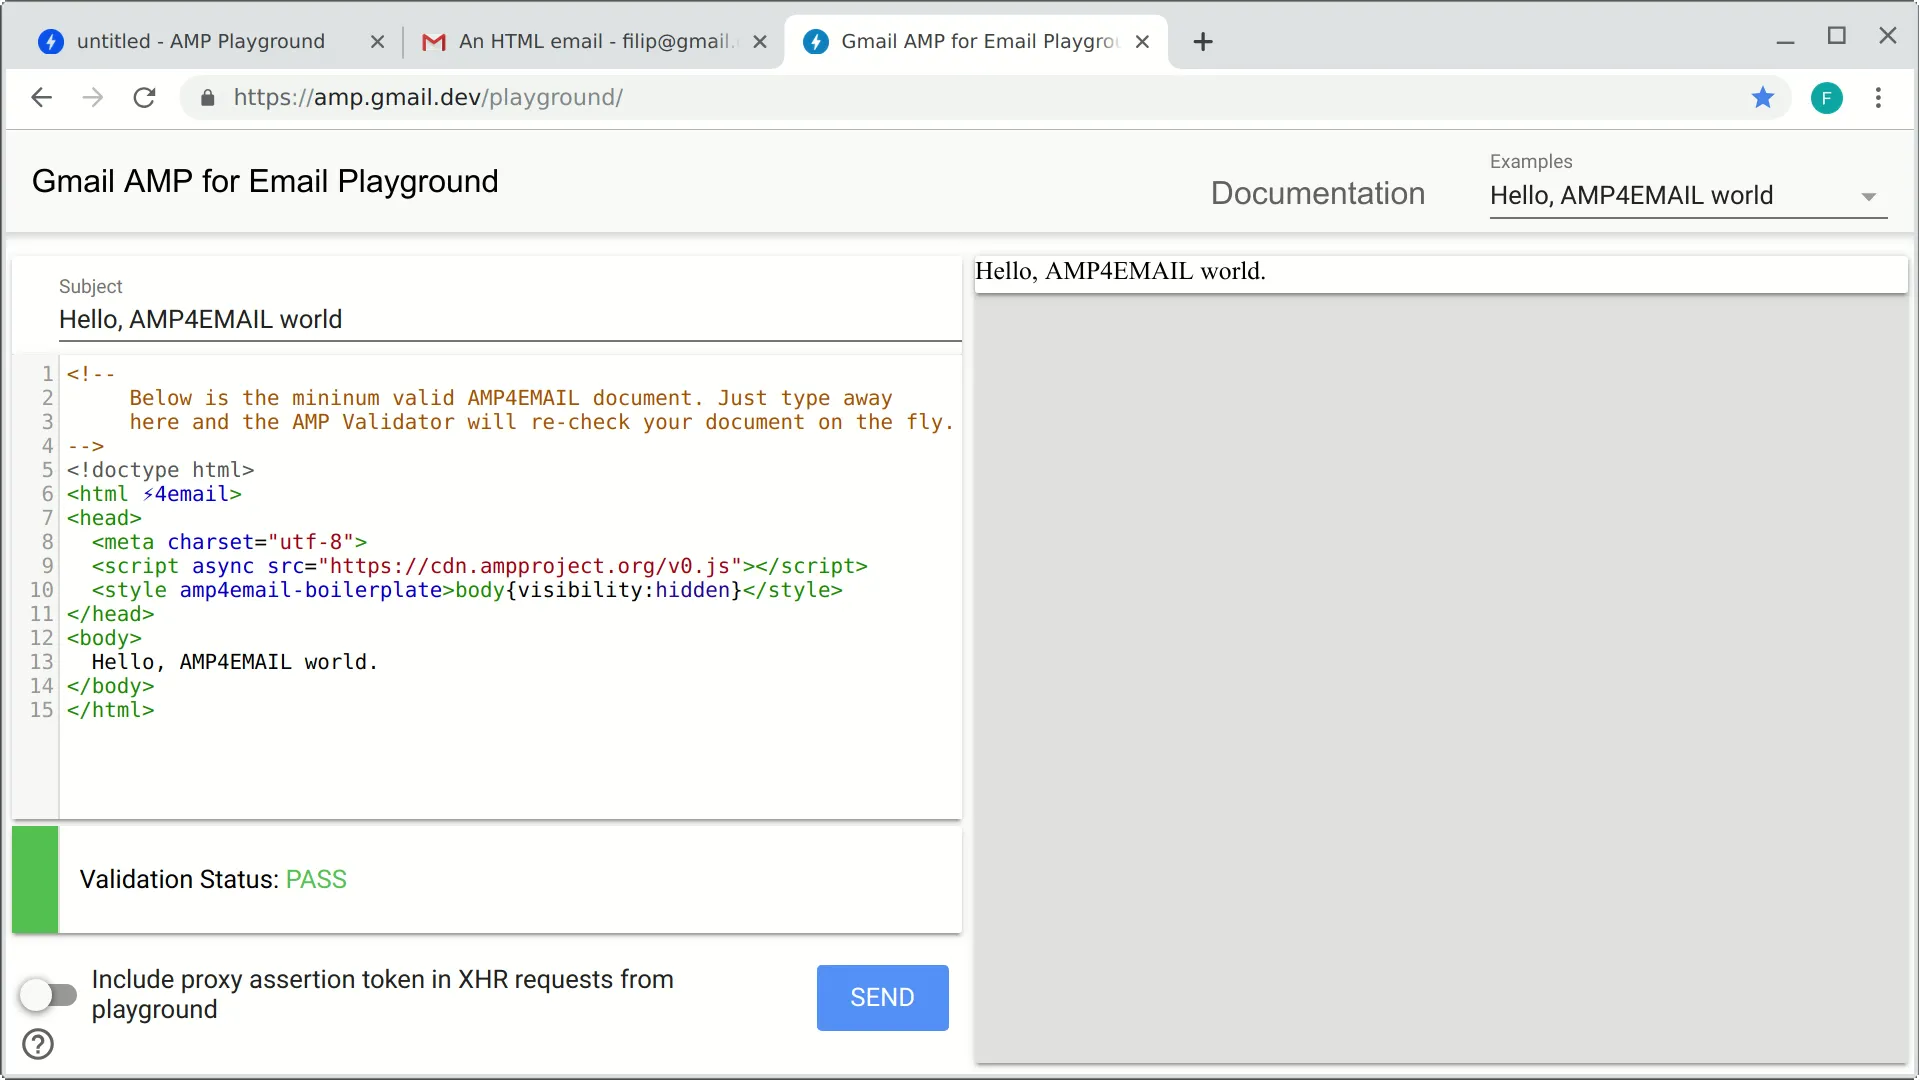 untitled - AMP Playground
An HTML email - filip@gmail.
Gmail AMP for Email Playgrou
https://amp.gmail.dev/playground/
F
Gmail AMP for Email Playground
Documentation
Examples
Hello, AMP4EMAIL world
Subject
Hello, AMP4EMAIL world
1 <!--
2      Below is the mininum valid AMP4EMAIL document. Just type away
3      here and the AMP Validator will re-check your document on the fly.
4 -->
5 <!doctype html>
6 <html ⚡4email>
7 <head>
8   <meta charset="utf-8">
9   <script async src="https://cdn.ampproject.org/v0.js"></script>
10   <style amp4email-boilerplate>body{visibility:hidden}</style>
11 </head>
12 <body>
13   Hello, AMP4EMAIL world.
14 </body>
15 </html>
Hello, AMP4EMAIL world.
Validation Status: PASS
Include proxy assertion token in XHR requests from
playground
SEND
?